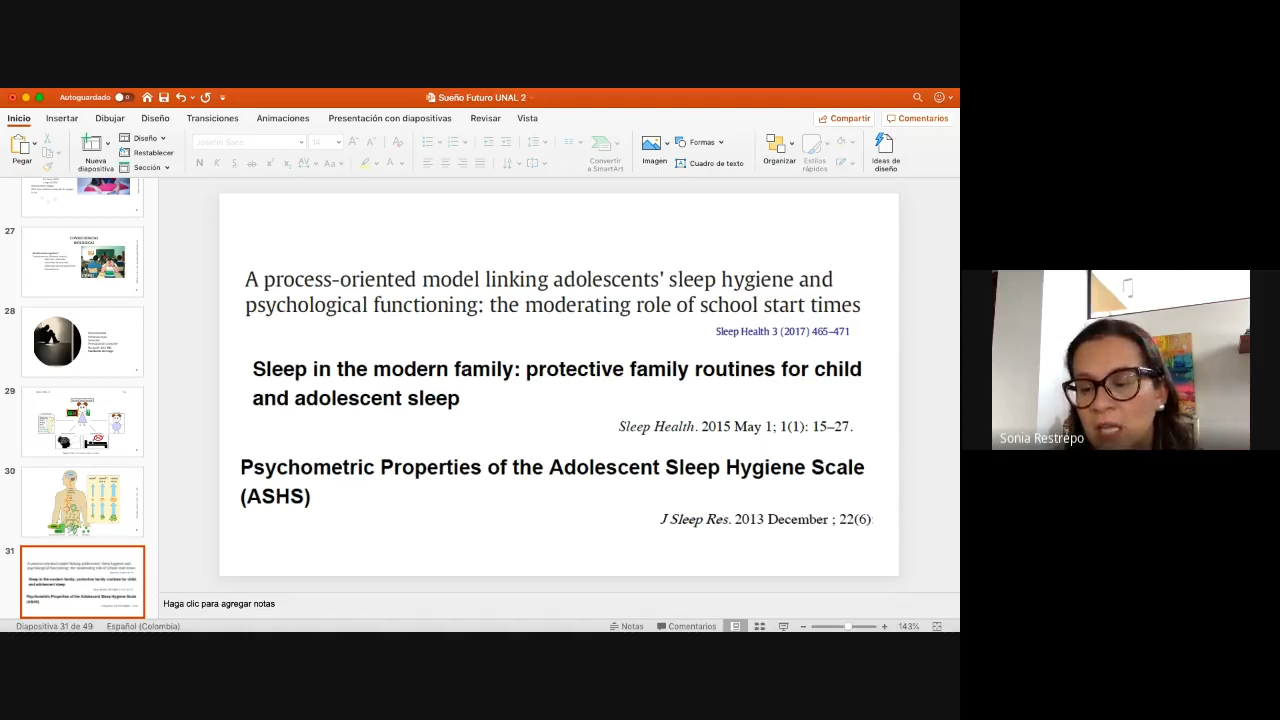 Autoguardado
Sueño Futuro UNAL 2
Inicio Insertar Dibujar Diseño Transiciones Animaciones Presentación con diapositivas Revisar Vista Compartir Comentarios
Pegar
Nueva diapositiva
Diseño
Restablecer
Sección
Josefin Sans 14
N K S ab
Convertir a SmartArt
Imagen
Formas
Cuadro de texto
Organizar
Estilos rápidos
Ideas de diseño
27
28
29
30
31
A process-oriented model linking adolescents' sleep hygiene and
psychological functioning: the moderating role of school start times
Sleep Health 3 (2017) 465–471
Sleep in the modern family: protective family routines for child
and adolescent sleep
Sleep Health. 2015 May 1; 1(1): 15–27.
Psychometric Properties of the Adolescent Sleep Hygiene Scale
(ASHS)
J Sleep Res. 2013 December ; 22(6):
Haga clic para agregar notas
Diapositiva 31 de 49 Español (Colombia) Notas Comentarios 143%
Sonia Restrepo